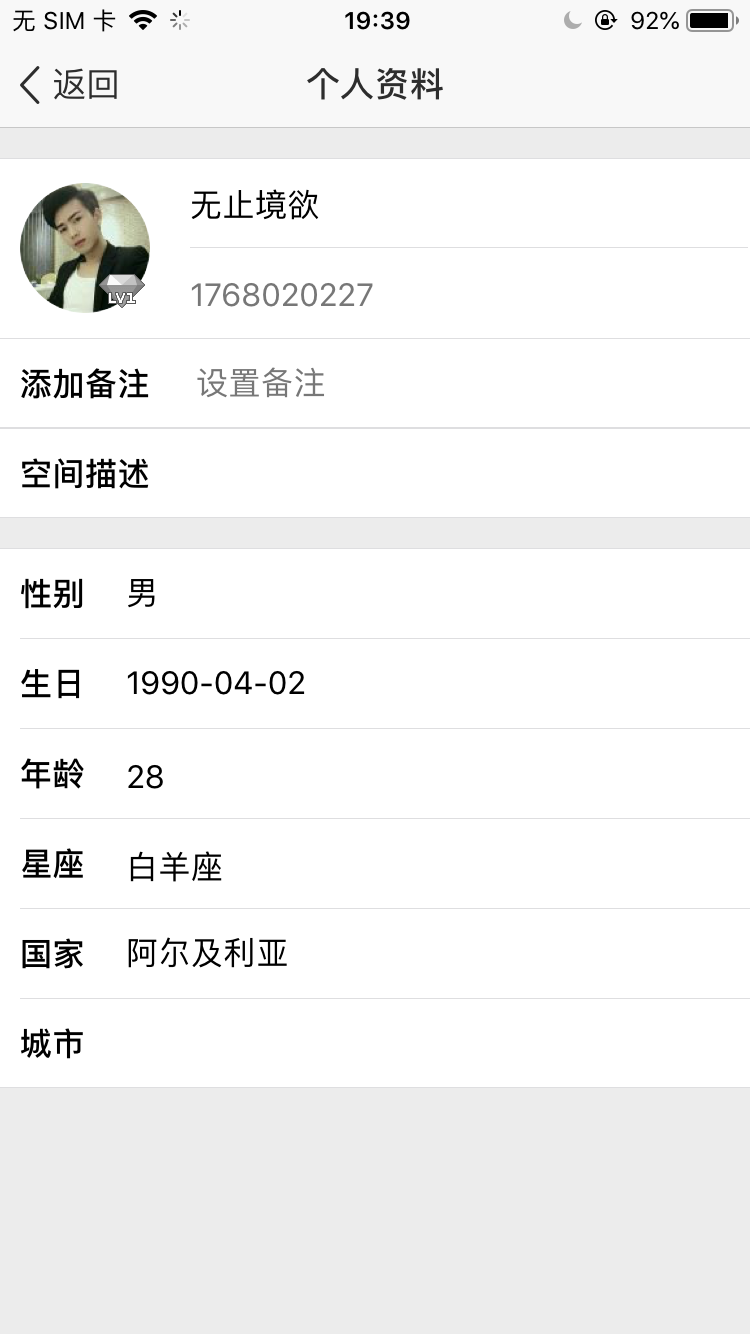 无 SIM 卡 19:39 92%
返回 个人资料
无止境欲
LV1
1768020227
添加备注 设置备注
空间描述
性别 男
生日 1990-04-02
年龄 28
星座 白羊座
国家 阿尔及利亚
城市